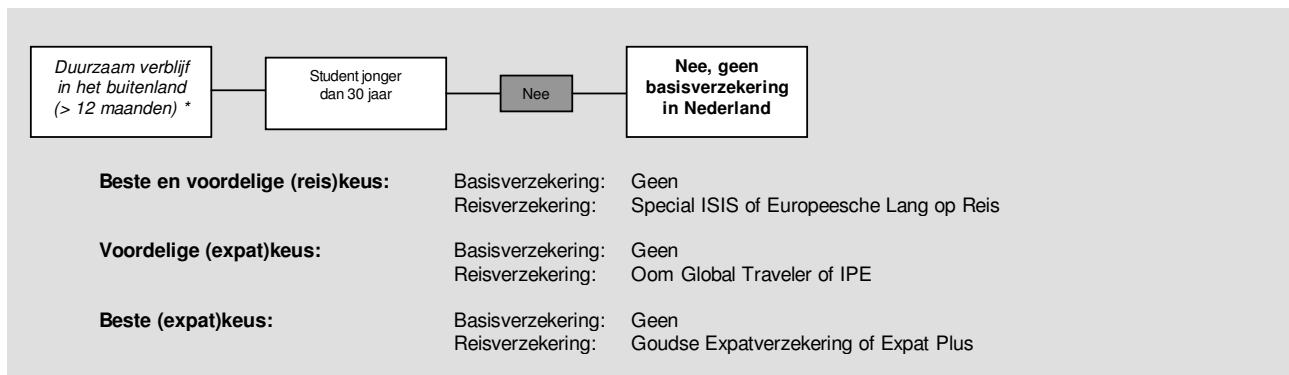 Duurzaam verblijf
in het buitenland
(> 12 maanden) *
Student jonger
dan 30 jaar
Nee
Nee, geen
basisverzekering
in Nederland
Beste en voordelige (reis)keus: Basisverzekering: Geen
Reisverzekering: Special ISIS of Europeesche Lang op Reis
Voordelige (expat)keus: Basisverzekering: Geen
Reisverzekering: Oom Global Traveler of IPE
Beste (expat)keus: Basisverzekering: Geen
Reisverzekering: Goudse Expatverzekering of Expat Plus